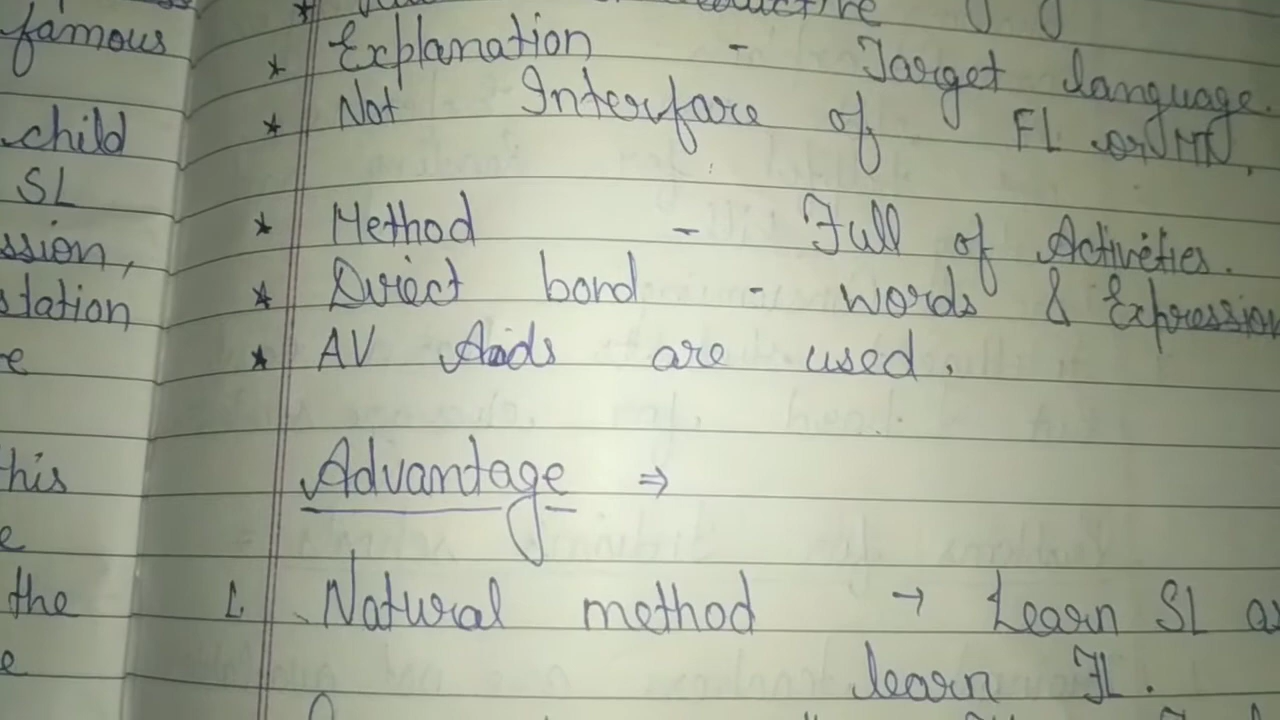 famous
child
SL
ssion,
station
e
his
e
the
e
* Explanation - Target language.
* Not Interfare of FL or MT.
* Method - Full of Activities.
* Direct bond - words & Expression
* AV Aids are used.
Advantage ⇒
1. Natural method → Learn SL as
learn FL.